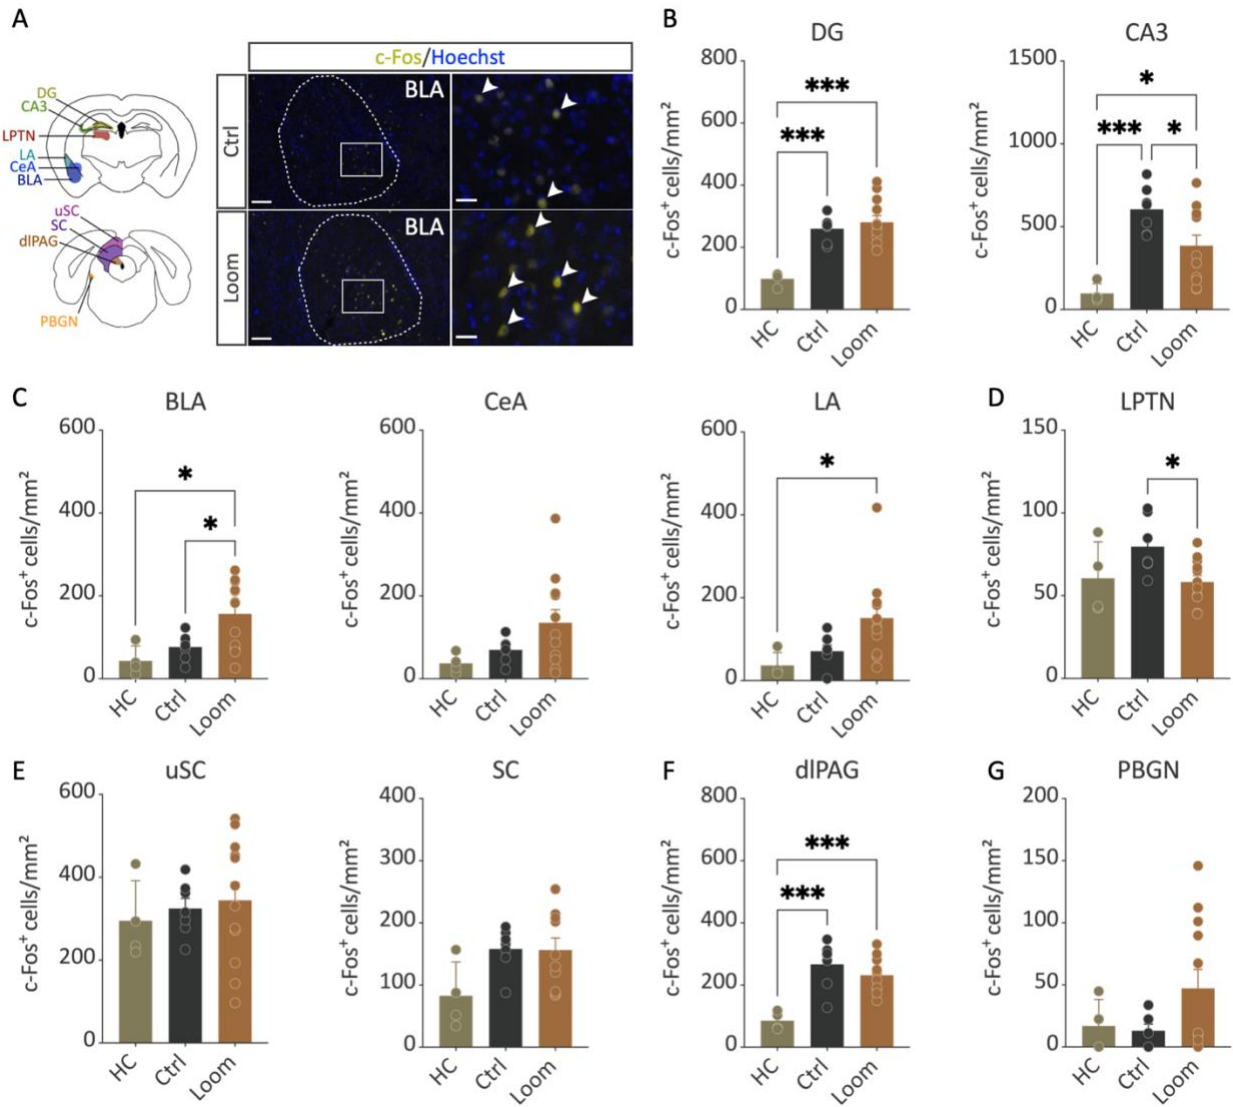 A
DG
CA3
LPTN
LA
CeA
BLA
uSC
SC
dlPAG
PBGN
c-Fos/Hoechst
Ctrl
BLA
Loom
BLA
B
DG
c-Fos⁺ cells/mm²
800
600
400
200
0
***
***
HC
Ctrl
Loom
CA3
c-Fos⁺ cells/mm²
1500
1000
500
0
*
***
*
HC
Ctrl
Loom
C
BLA
c-Fos⁺ cells/mm²
600
400
200
0
*
*
HC
Ctrl
Loom
CeA
c-Fos⁺ cells/mm²
600
400
200
0
HC
Ctrl
Loom
LA
c-Fos⁺ cells/mm²
600
400
200
0
*
HC
Ctrl
Loom
D
LPTN
c-Fos⁺ cells/mm²
150
100
50
0
*
HC
Ctrl
Loom
E
uSC
c-Fos⁺ cells/mm²
600
400
200
0
HC
Ctrl
Loom
SC
c-Fos⁺ cells/mm²
400
300
200
100
0
HC
Ctrl
Loom
F
dlPAG
c-Fos⁺ cells/mm²
800
600
400
200
0
***
***
HC
Ctrl
Loom
G
PBGN
c-Fos⁺ cells/mm²
200
150
100
50
0
HC
Ctrl
Loom